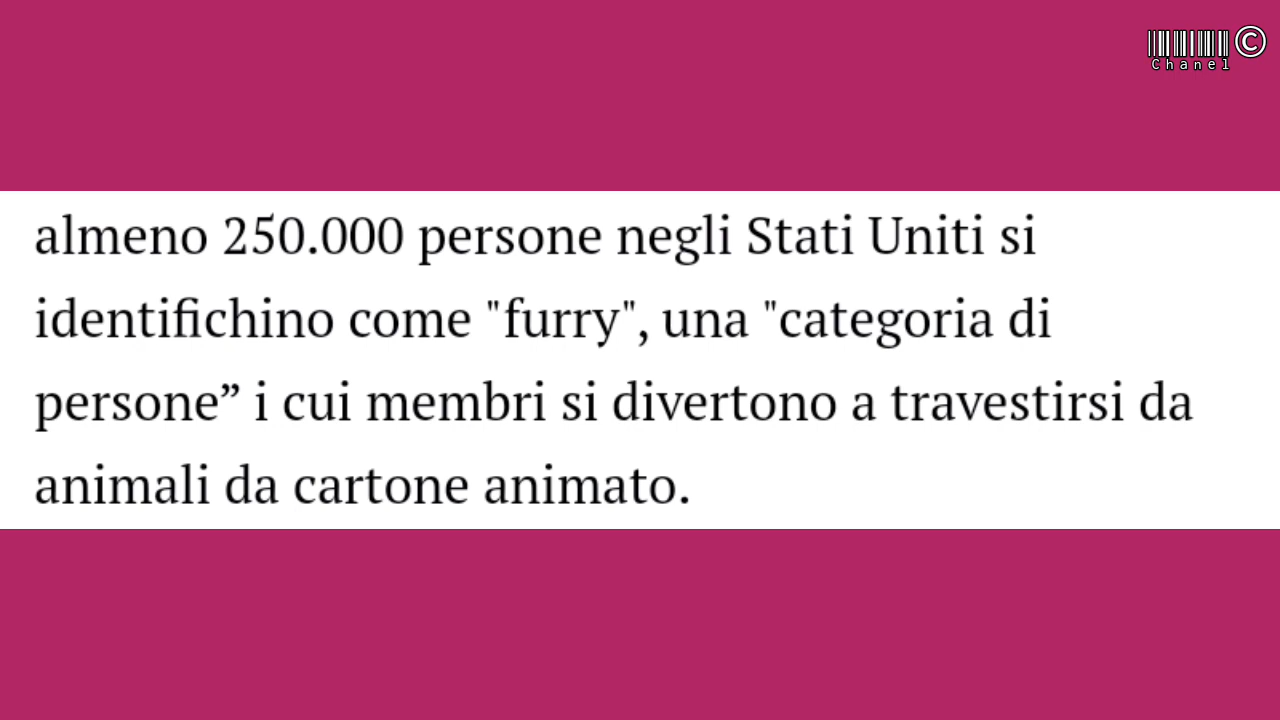 ©
Chanel
almeno 250.000 persone negli Stati Uniti si
identifichino come "furry", una "categoria di
persone” i cui membri si divertono a travestirsi da
animali da cartone animato.